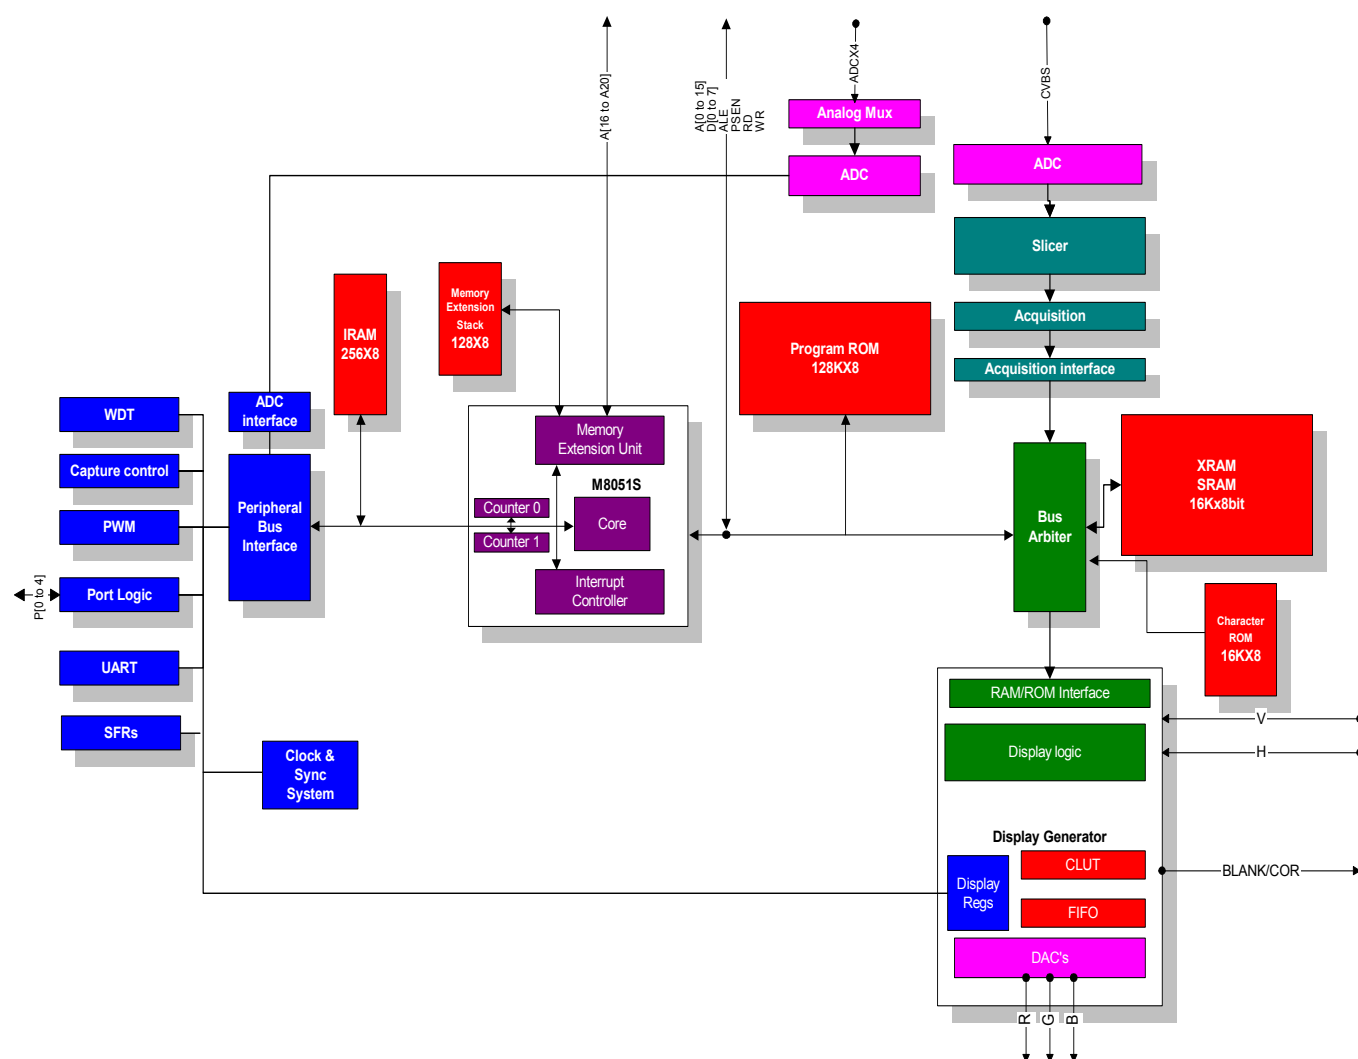 A[16 to A20]
A[0 to 15]
D[0 to 7]
ALE
PSEN
RD
WR
ADCX4
CVBS
Analog Mux
ADC
ADC
Slicer
Acquisition
Acquisition interface
IRAM
256X8
Memory
Extension
Stack
128X8
Program ROM
128KX8
WDT
Capture control
PWM
Port Logic
P[0 to 4]
UART
SFRs
ADC
interface
Peripheral
Bus
Interface
Clock &
Sync
System
Memory
Extension Unit
M8051S
Counter 0
Counter 1
Core
Interrupt
Controller
Bus
Arbiter
XRAM
SRAM
16Kx8bit
Character
ROM
16KX8
RAM/ROM Interface
Display logic
V
H
Display Generator
CLUT
Display
Regs
FIFO
BLANK/COR
DAC's
R
G
B